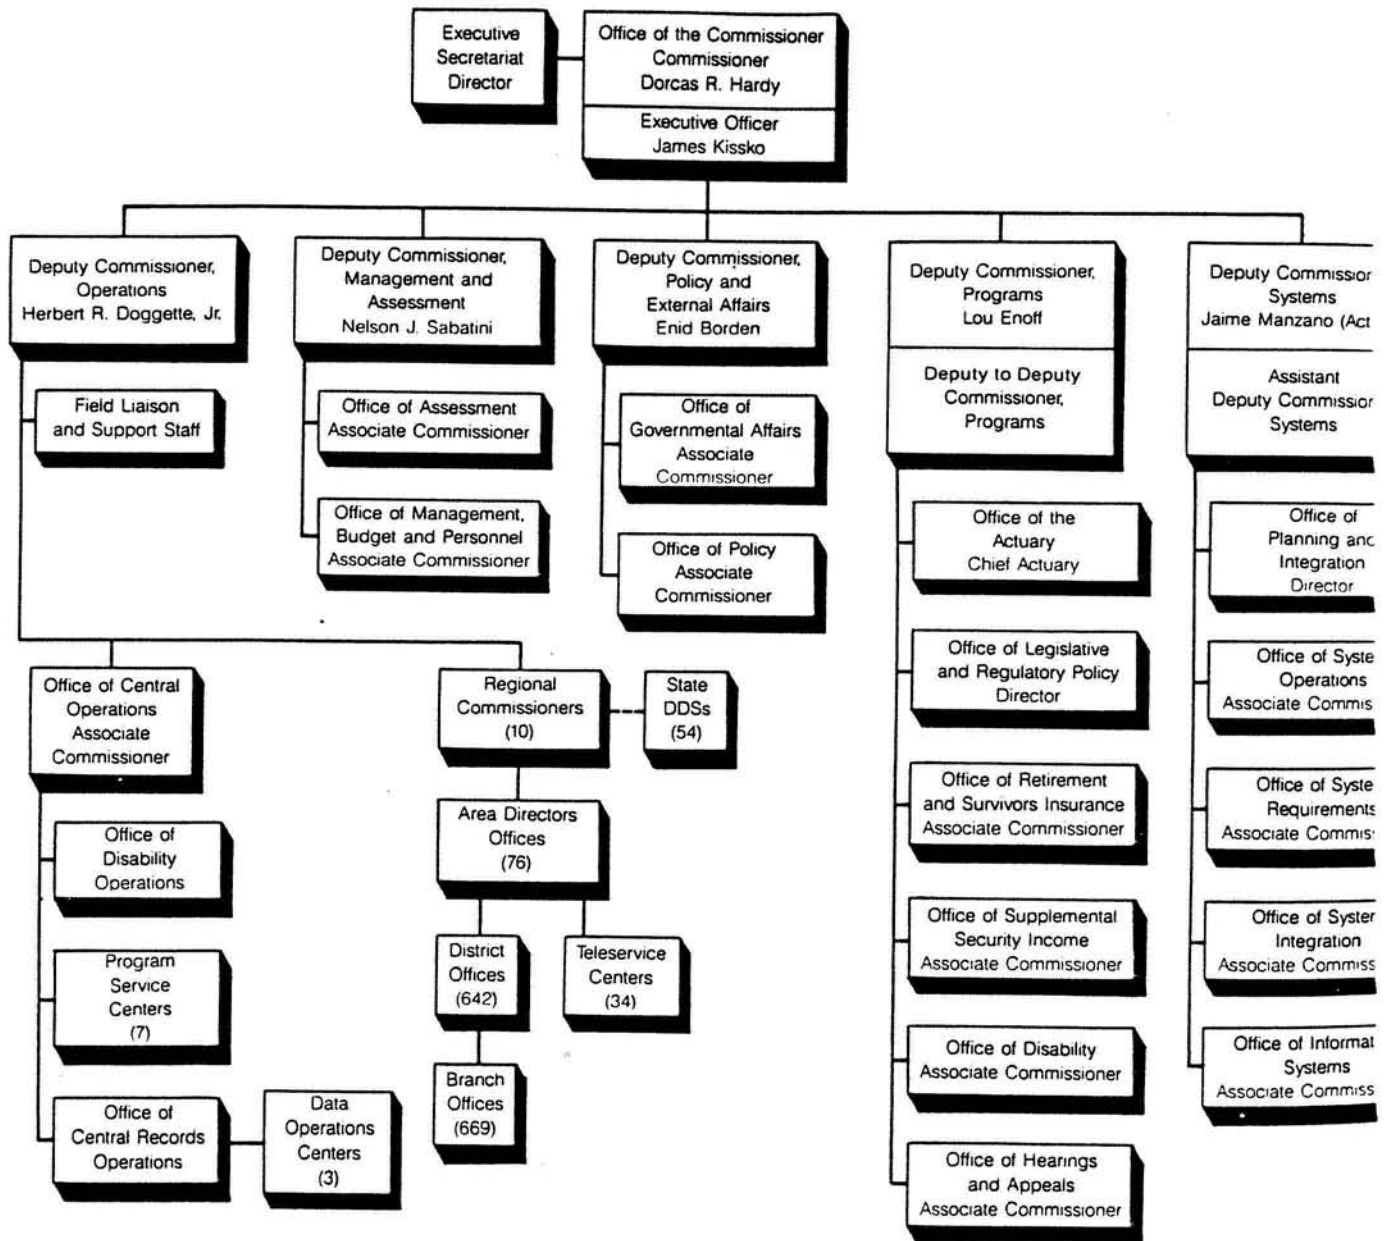 Executive
Secretariat
Director
Office of the Commissioner
Commissioner
Dorcas R. Hardy
Executive Officer
James Kissko
Deputy Commissioner,
Operations
Herbert R. Doggette, Jr.
Deputy Commissioner,
Management and
Assessment
Nelson J. Sabatini
Deputy Commissioner,
Policy and
External Affairs
Enid Borden
Deputy Commissioner,
Programs
Lou Enoff
Deputy to Deputy
Commissioner,
Programs
Deputy Commission
Systems
Jaime Manzano (Act
Assistant
Deputy Commission
Systems
Field Liaison
and Support Staff
Office of Assessment
Associate Commissioner
Office of Management,
Budget and Personnel
Associate Commissioner
Office of
Governmental Affairs
Associate
Commissioner
Office of Policy
Associate
Commissioner
Office of the
Actuary
Chief Actuary
Office of Legislative
and Regulatory Policy
Director
Office of Retirement
and Survivors Insurance
Associate Commissioner
Office of Supplemental
Security Income
Associate Commissioner
Office of Disability
Associate Commissioner
Office of Hearings
and Appeals
Associate Commissioner
Office of
Planning and
Integration
Director
Office of Syste
Operations
Associate Commis
Office of Syste
Requirements
Associate Commis
Office of System
Integration
Associate Commiss
Office of Informat
Systems
Associate Commiss
Office of Central
Operations
Associate
Commissioner
Office of
Disability
Operations
Program
Service
Centers
(7)
Office of
Central Records
Operations
Data
Operations
Centers
(3)
Regional
Commissioners
(10)
State
DDSs
(54)
Area Directors
Offices
(76)
District
Offices
(642)
Teleservice
Centers
(34)
Branch
Offices
(669)